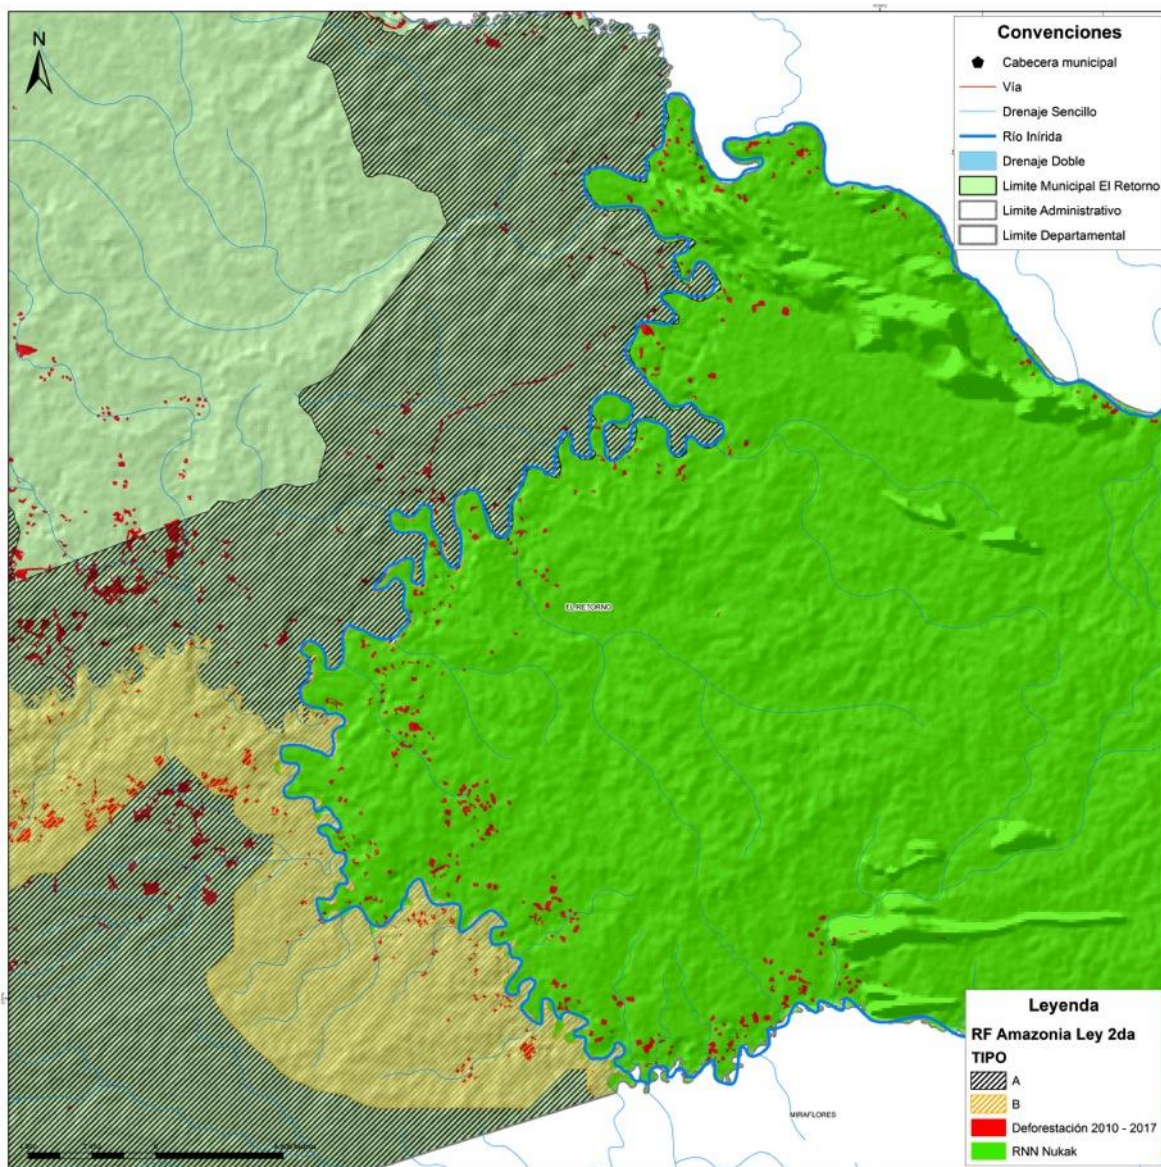 N
Convenciones
Cabecera municipal
Vía
Drenaje Sencillo
Río Inírida
Drenaje Doble
Limite Municipal El Retorno
Limite Administrativo
Limite Departamental
EL RETORNO
MIRAFLORES
Leyenda
RF Amazonia Ley 2da
TIPO
A
B
Deforestación 2010 - 2017
RNN Nukak